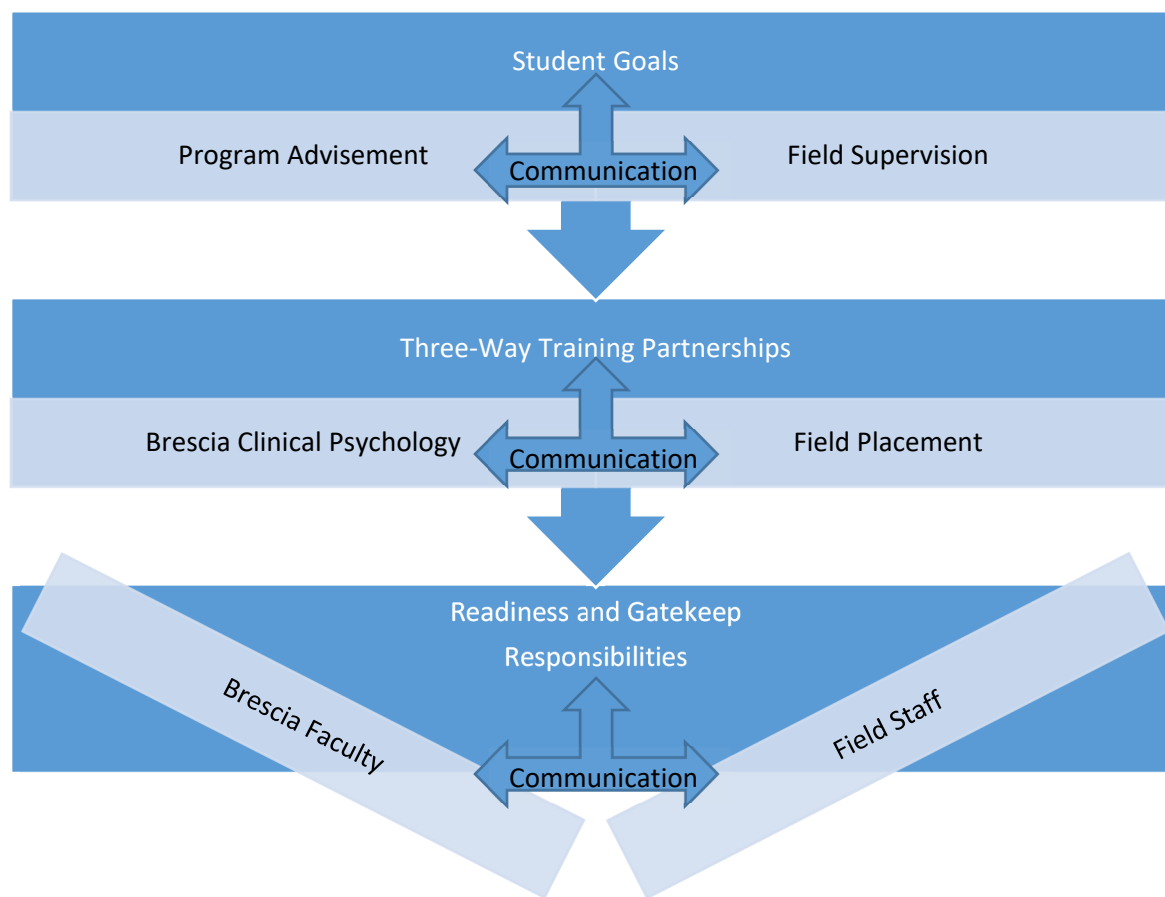 Student Goals
Program Advisement
Communication
Field Supervision
Three-Way Training Partnerships
Brescia Clinical Psychology
Communication
Field Placement
Readiness and Gatekeep
Responsibilities
Brescia Faculty
Communication
Field Staff